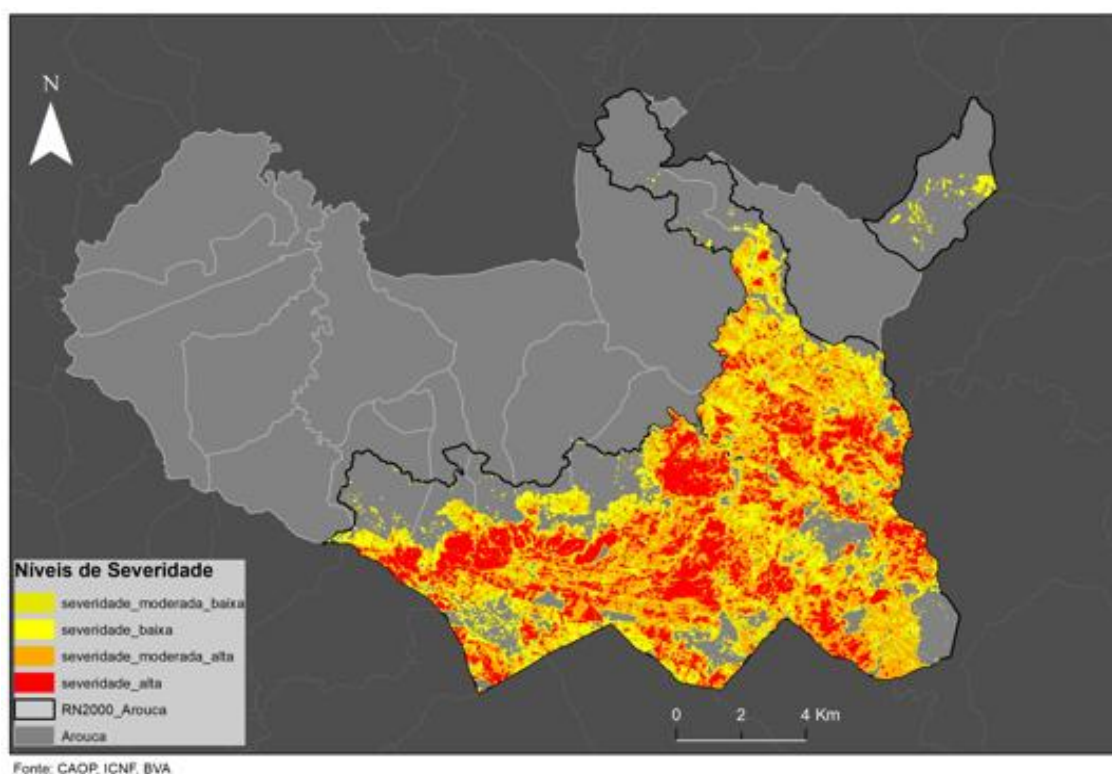 N
Níveis de Severidade
severidade_moderada_baixa
severidade_baixa
severidade_moderada_alta
severidade_alta
RN2000_Arouca
Arouca
0 2 4 Km
Fonte: CAOP, ICNF, BVA